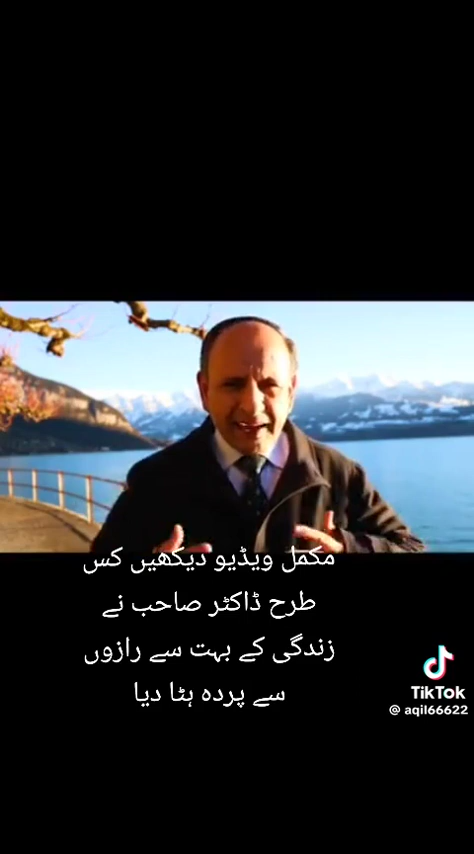 مکمل ویڈیو دیکھیں کس
طرح ڈاکٹر صاحب نے
زندگی کے بہت سے رازوں
سے پردہ ہٹا دیا
TikTok
@ aqil66622